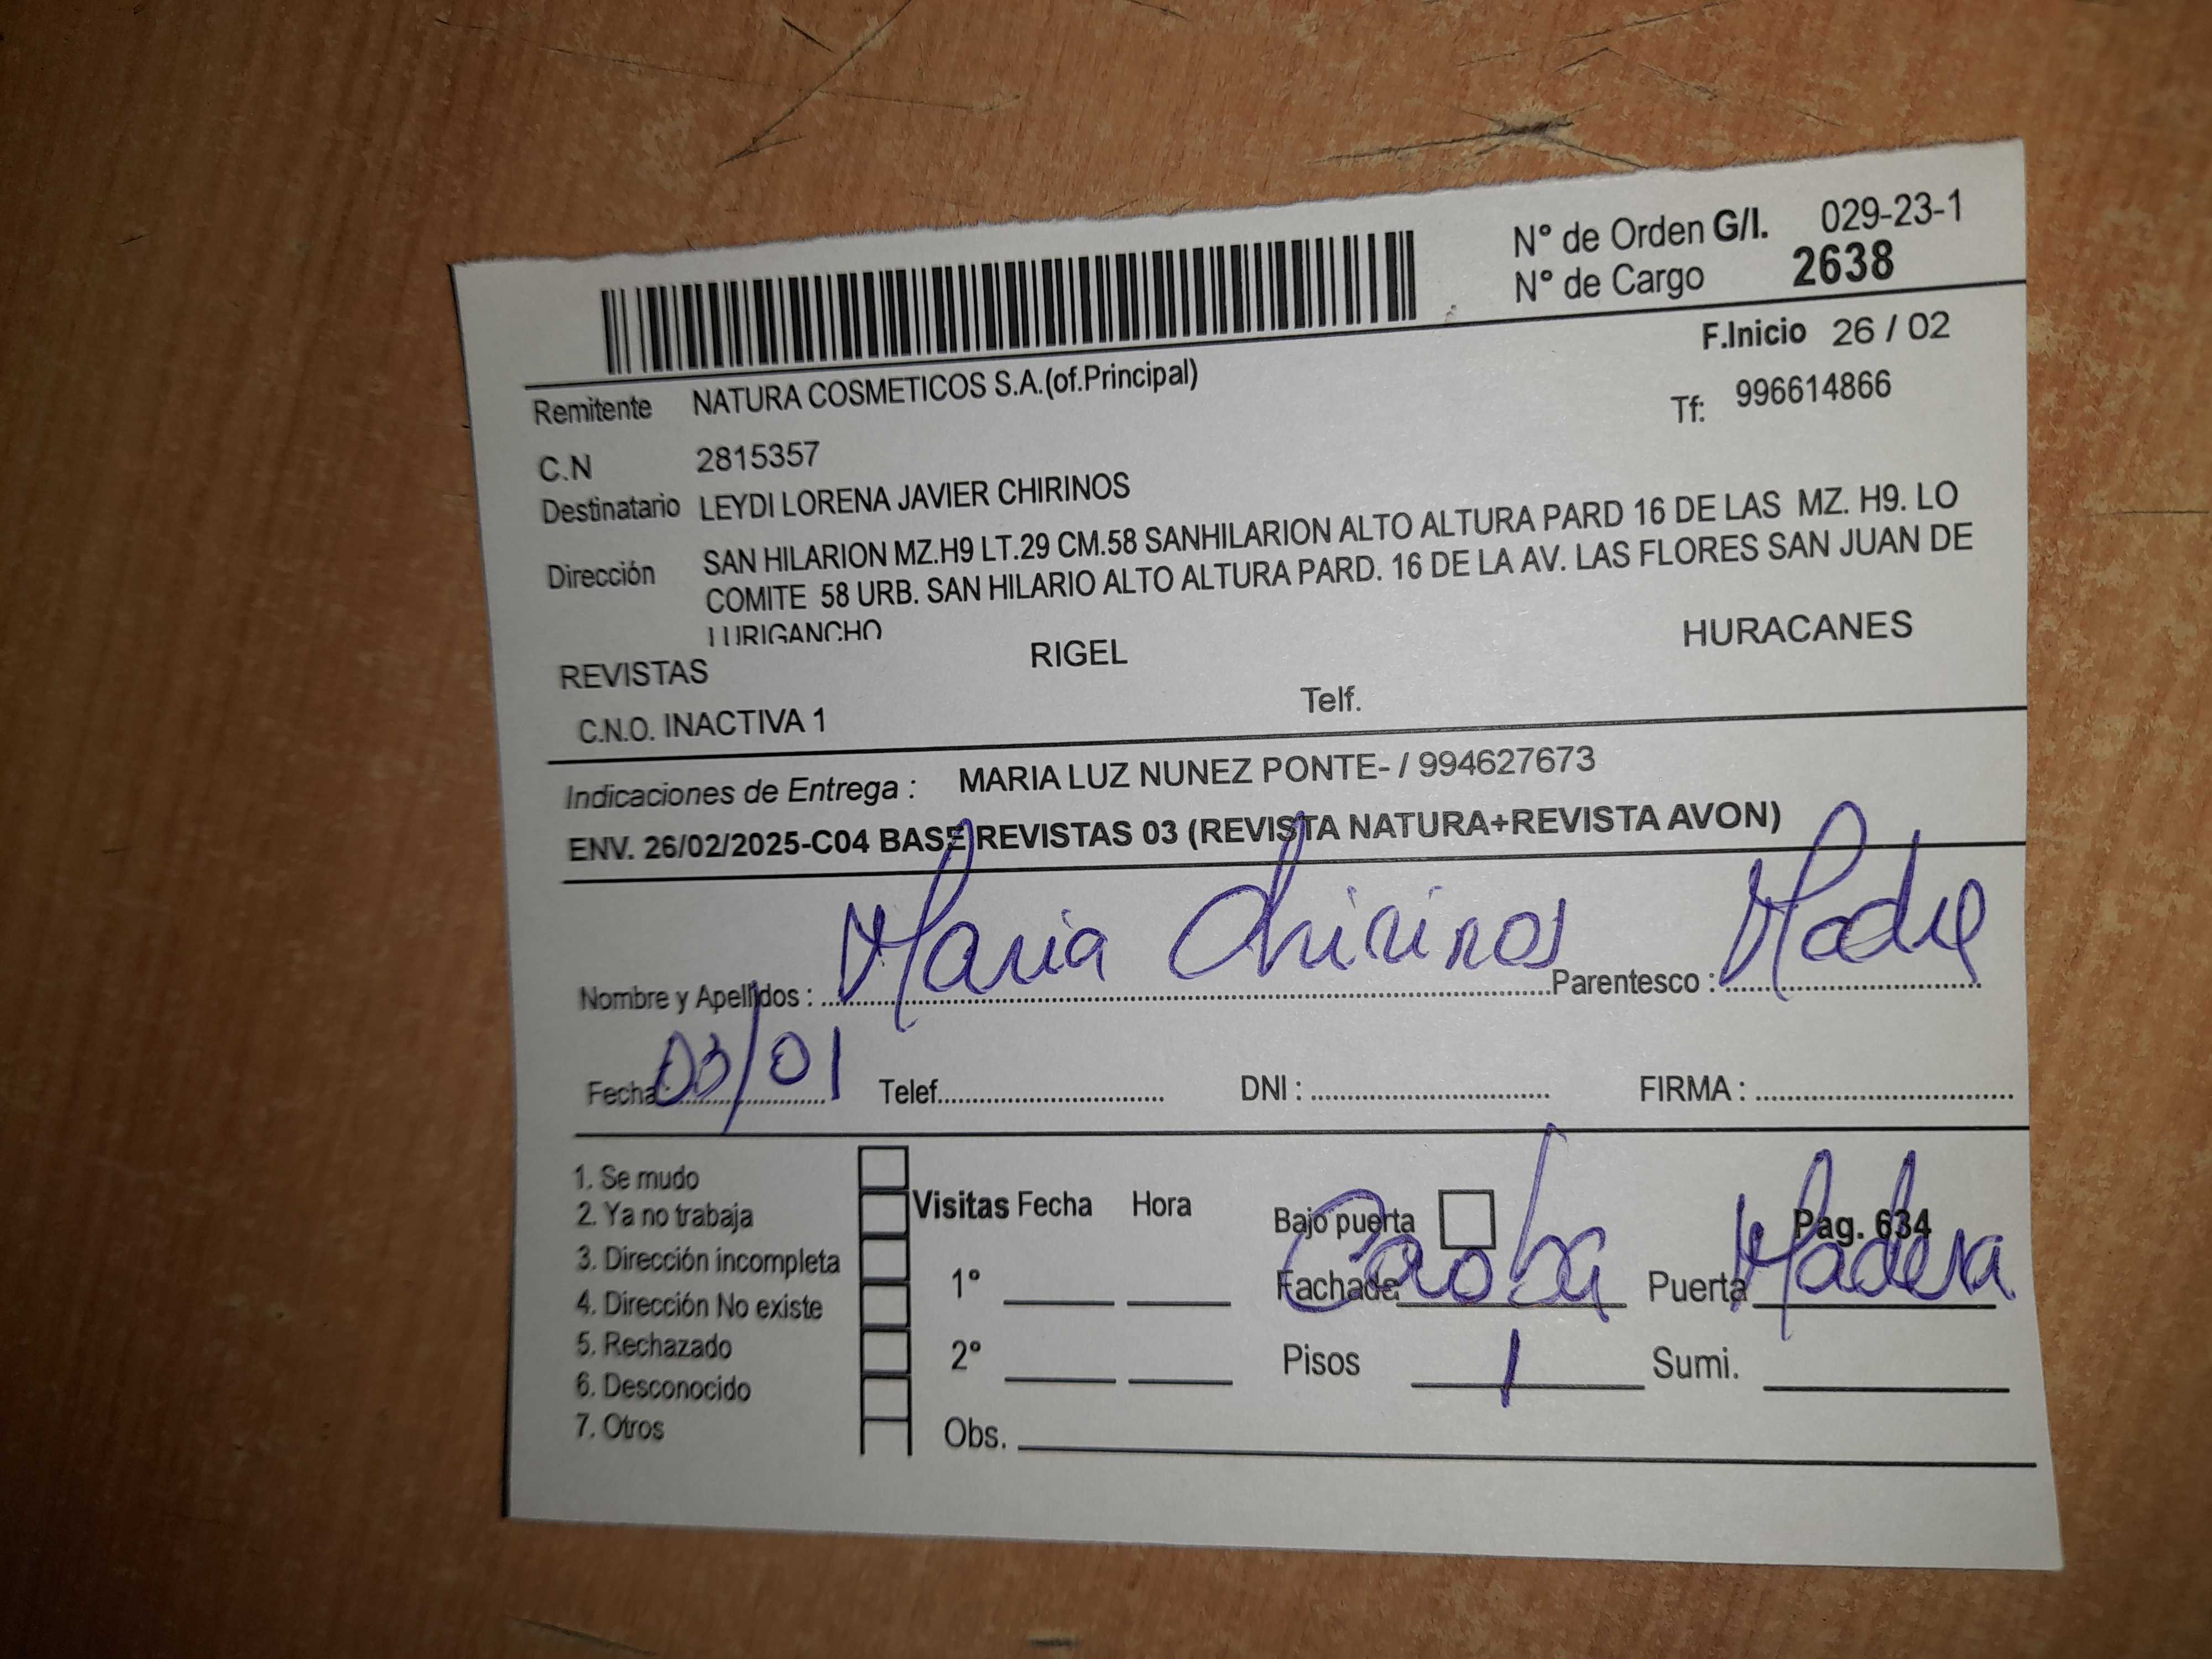 N° de Orden G/I. 029-23-1
N° de Cargo 2638
F.Inicio 26 / 02
Remitente NATURA COSMETICOS S.A.(of.Principal)
Tf: 996614866
C.N 2815357
Destinatario LEYDI LORENA JAVIER CHIRINOS
Dirección SAN HILARION MZ.H9 LT.29 CM.58 SANHILARION ALTO ALTURA PARD 16 DE LAS MZ. H9. LO
COMITE 58 URB. SAN HILARIO ALTO ALTURA PARD. 16 DE LA AV. LAS FLORES SAN JUAN DE
LURIGANCHO
REVISTAS RIGEL HURACANES
C.N.O. INACTIVA 1 Telf.
Indicaciones de Entrega : MARIA LUZ NUNEZ PONTE- / 994627673
ENV. 26/02/2025-C04 BASE REVISTAS 03 (REVISTA NATURA+REVISTA AVON)
Nombre y Apellidos : Maria Chirinos Parentesco : Madre
Fecha: 03/01 Telef. DNI : FIRMA :
1. Se mudo
2. Ya no trabaja
3. Dirección incompleta
4. Dirección No existe
5. Rechazado
6. Desconocido
7. Otros
Visitas Fecha Hora
1°
2°
Obs.
Bajo puerta Pag. 634
Fachada Caoba Puerta Madera
Pisos 1 Sumi.